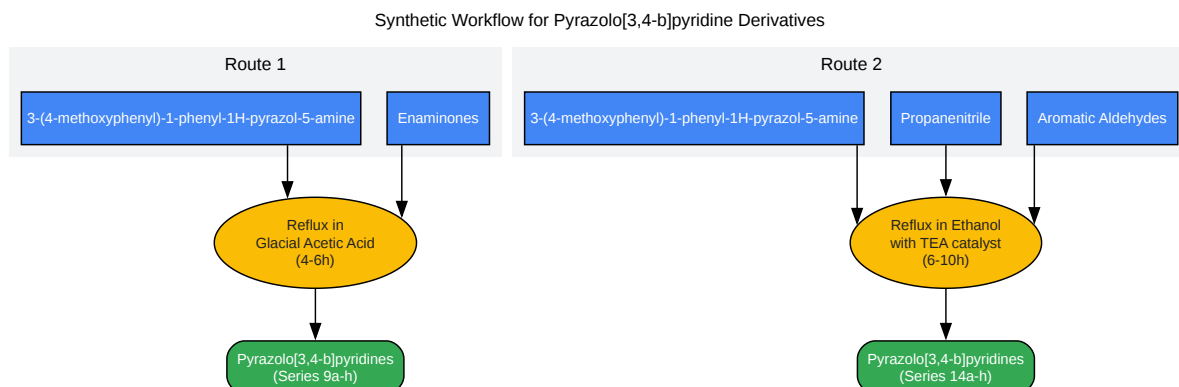 Synthetic Workflow for Pyrazolo[3,4-b]pyridine Derivatives
Route 1
3-(4-methoxyphenyl)-1-phenyl-1H-pyrazol-5-amine
Enaminones
Reflux in
Glacial Acetic Acid
(4-6h)
Pyrazolo[3,4-b]pyridines
(Series 9a-h)
Route 2
3-(4-methoxyphenyl)-1-phenyl-1H-pyrazol-5-amine
Propanenitrile
Aromatic Aldehydes
Reflux in Ethanol
with TEA catalyst
(6-10h)
Pyrazolo[3,4-b]pyridines
(Series 14a-h)